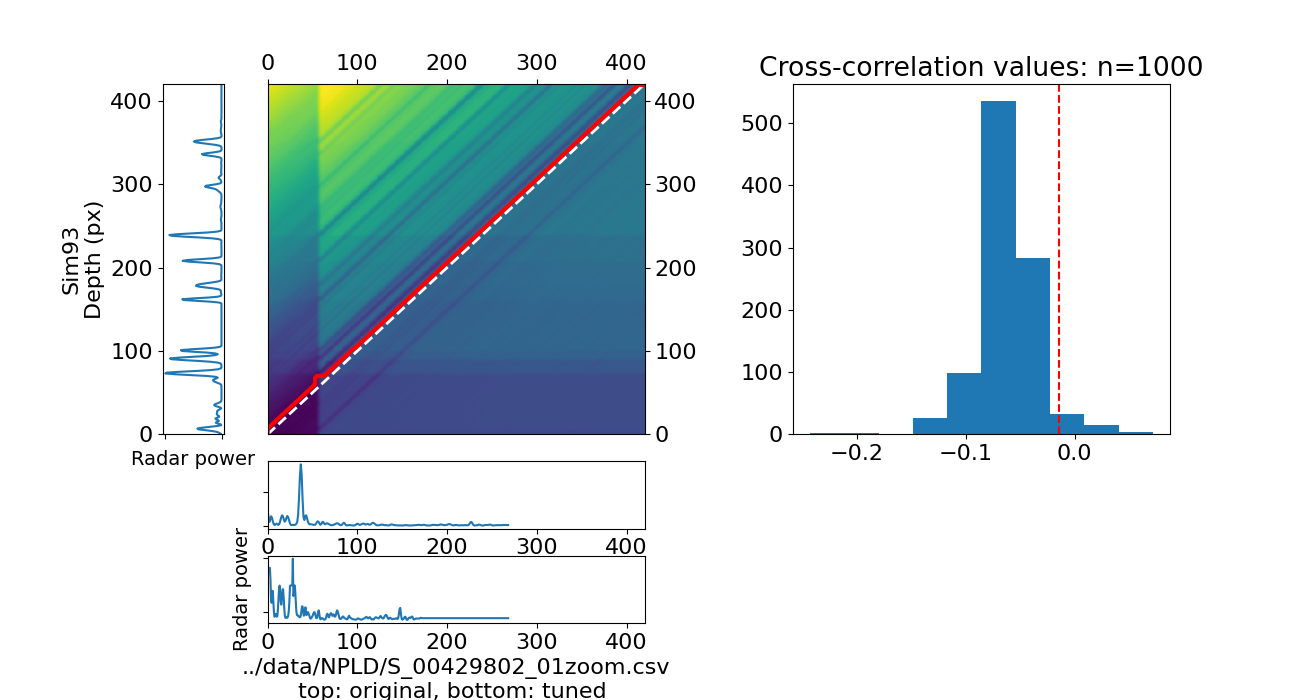 Cross-correlation values: n=1000
0 100 200 300 400
400
300
200
100
0
Sim93
Depth (px)
400
300
200
100
0
500
400
300
200
100
0
−0.2 −0.1 0.0
Radar power
0 100 200 300 400
Radar power
0 100 200 300 400
../data/NPLD/S_00429802_01zoom.csv
top: original, bottom: tuned